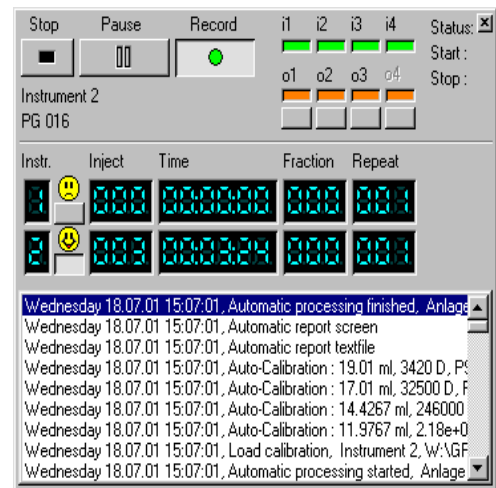 Stop Pause Record i1 i2 i3 i4 Status:
Start :
o1 o2 o3 o4 Stop :
Instrument 2
PG 016
Instr. Inject Time Fraction Repeat
1 000 00:00:00 000 001
2 003 00:03:24 000 001
Wednesday 18.07.01 15:07:01, Automatic processing finished, Anlage
Wednesday 18.07.01 15:07:01, Automatic report screen
Wednesday 18.07.01 15:07:01, Automatic report textfile
Wednesday 18.07.01 15:07:01, Auto-Calibration : 19.01 ml, 3420 D, PS
Wednesday 18.07.01 15:07:01, Auto-Calibration : 17.01 ml, 32500 D,
Wednesday 18.07.01 15:07:01, Auto-Calibration : 14.4267 ml, 246000
Wednesday 18.07.01 15:07:01, Auto-Calibration : 11.9767 ml, 2.18e+0
Wednesday 18.07.01 15:07:01, Load calibration, Instrument 2, W:\GP
Wednesday 18.07.01 15:07:01, Automatic processing started, Anlage